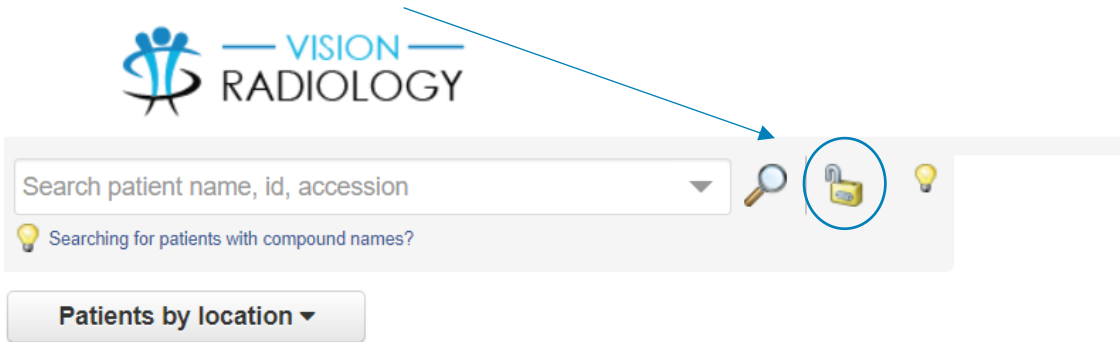 VISION
RADIOLOGY
Search patient name, id, accession
Searching for patients with compound names?
Patients by location